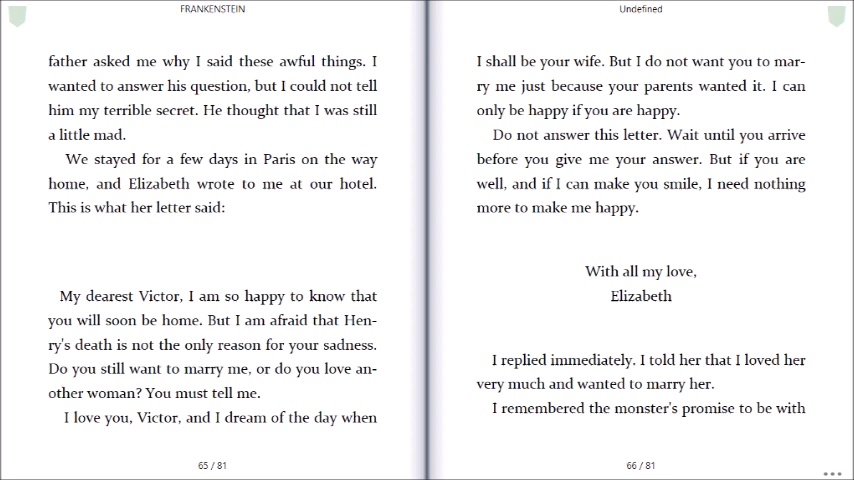 FRANKENSTEIN
father asked me why I said these awful things. I
wanted to answer his question, but I could not tell
him my terrible secret. He thought that I was still
a little mad.
We stayed for a few days in Paris on the way
home, and Elizabeth wrote to me at our hotel.
This is what her letter said:
My dearest Victor, I am so happy to know that
you will soon be home. But I am afraid that Hen-
ry's death is not the only reason for your sadness.
Do you still want to marry me, or do you love an-
other woman? You must tell me.
I love you, Victor, and I dream of the day when
65 / 81
Undefined
I shall be your wife. But I do not want you to mar-
ry me just because your parents wanted it. I can
only be happy if you are happy.
Do not answer this letter. Wait until you arrive
before you give me your answer. But if you are
well, and if I can make you smile, I need nothing
more to make me happy.
With all my love,
Elizabeth
I replied immediately. I told her that I loved her
very much and wanted to marry her.
I remembered the monster's promise to be with
66 / 81